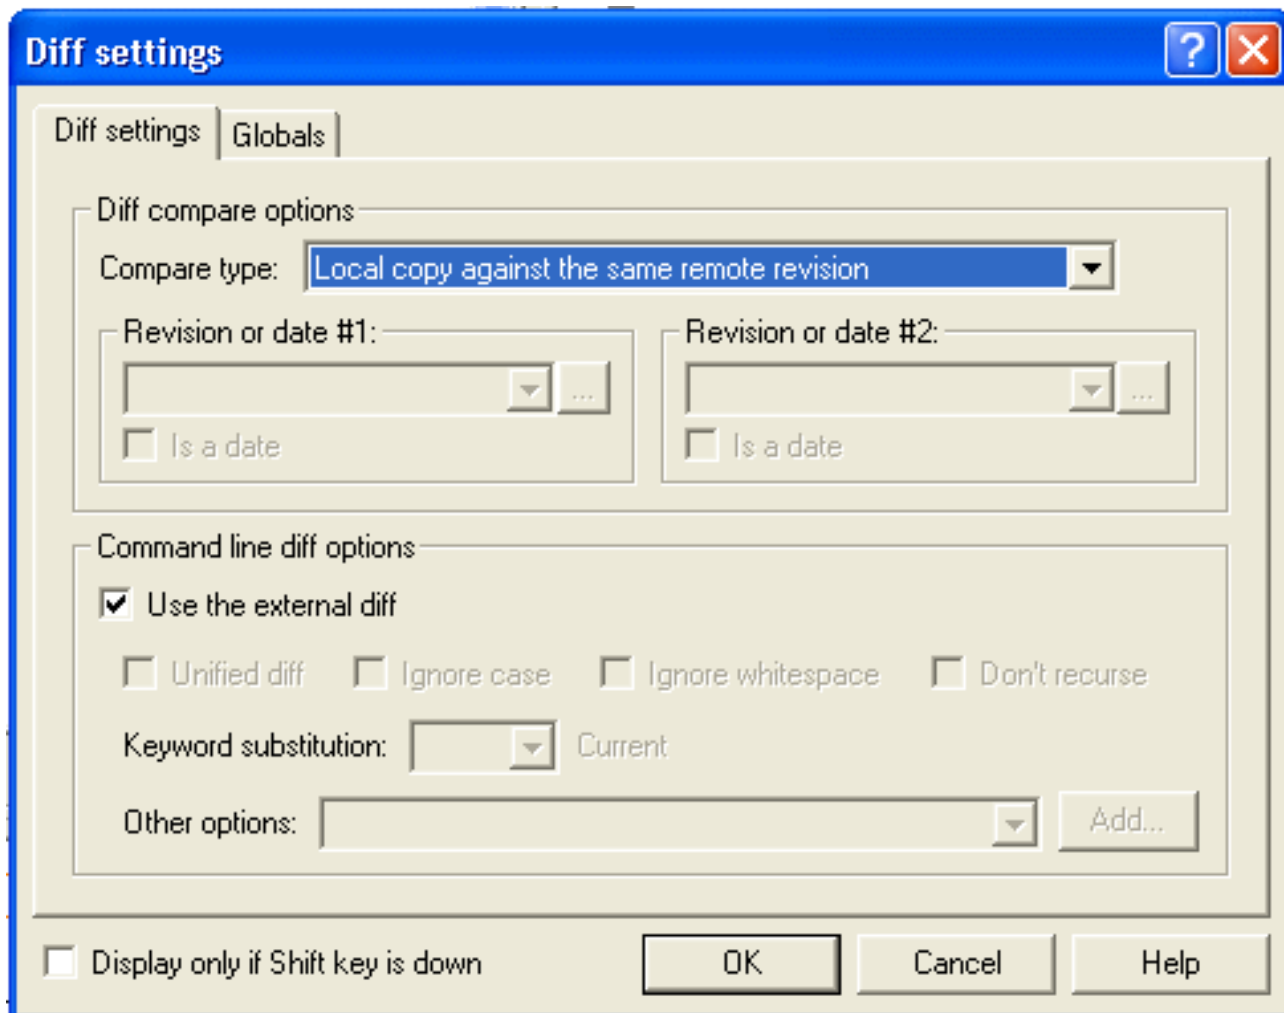 Diff settings
Diff settings Globals
Diff compare options
Compare type: Local copy against the same remote revision
Revision or date #1: Revision or date #2:
... ...
Is a date Is a date
Command line diff options
Use the external diff
Unified diff Ignore case Ignore whitespace Don't recurse
Keyword substitution: Current
Other options: Add...
Display only if Shift key is down OK Cancel Help